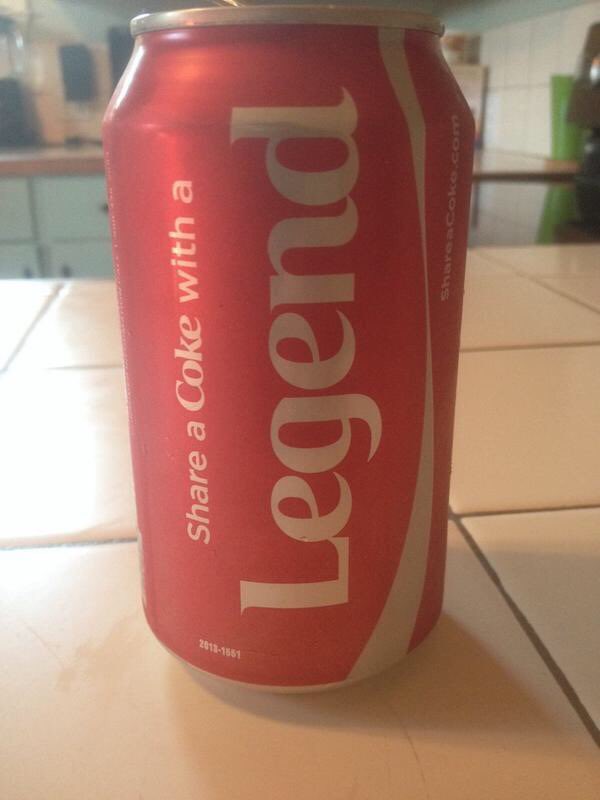 Share a Coke with a
Legend
ShareaCoke.com
2013-1661